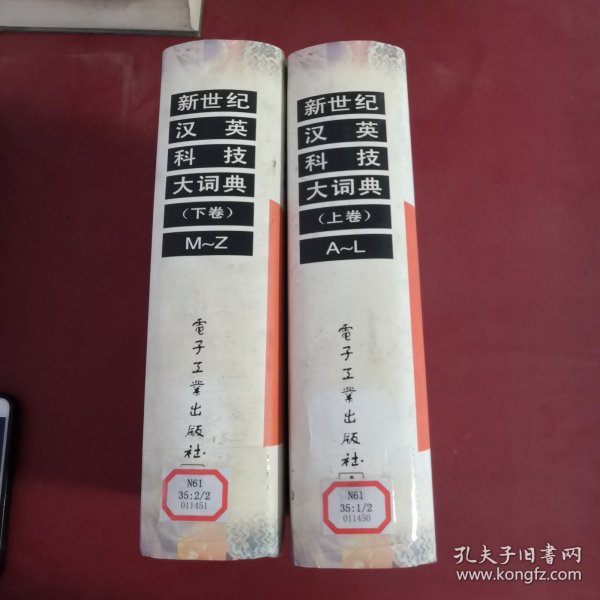 新世纪
汉英
科技
大词典
(下卷)
M~Z
電子工業出版社
N61
35:2/2
011451
新世纪
汉英
科技
大词典
(上卷)
A~L
電子工業出版社
N61
35:1/2
011450
孔夫子旧书网
www.kongfz.com